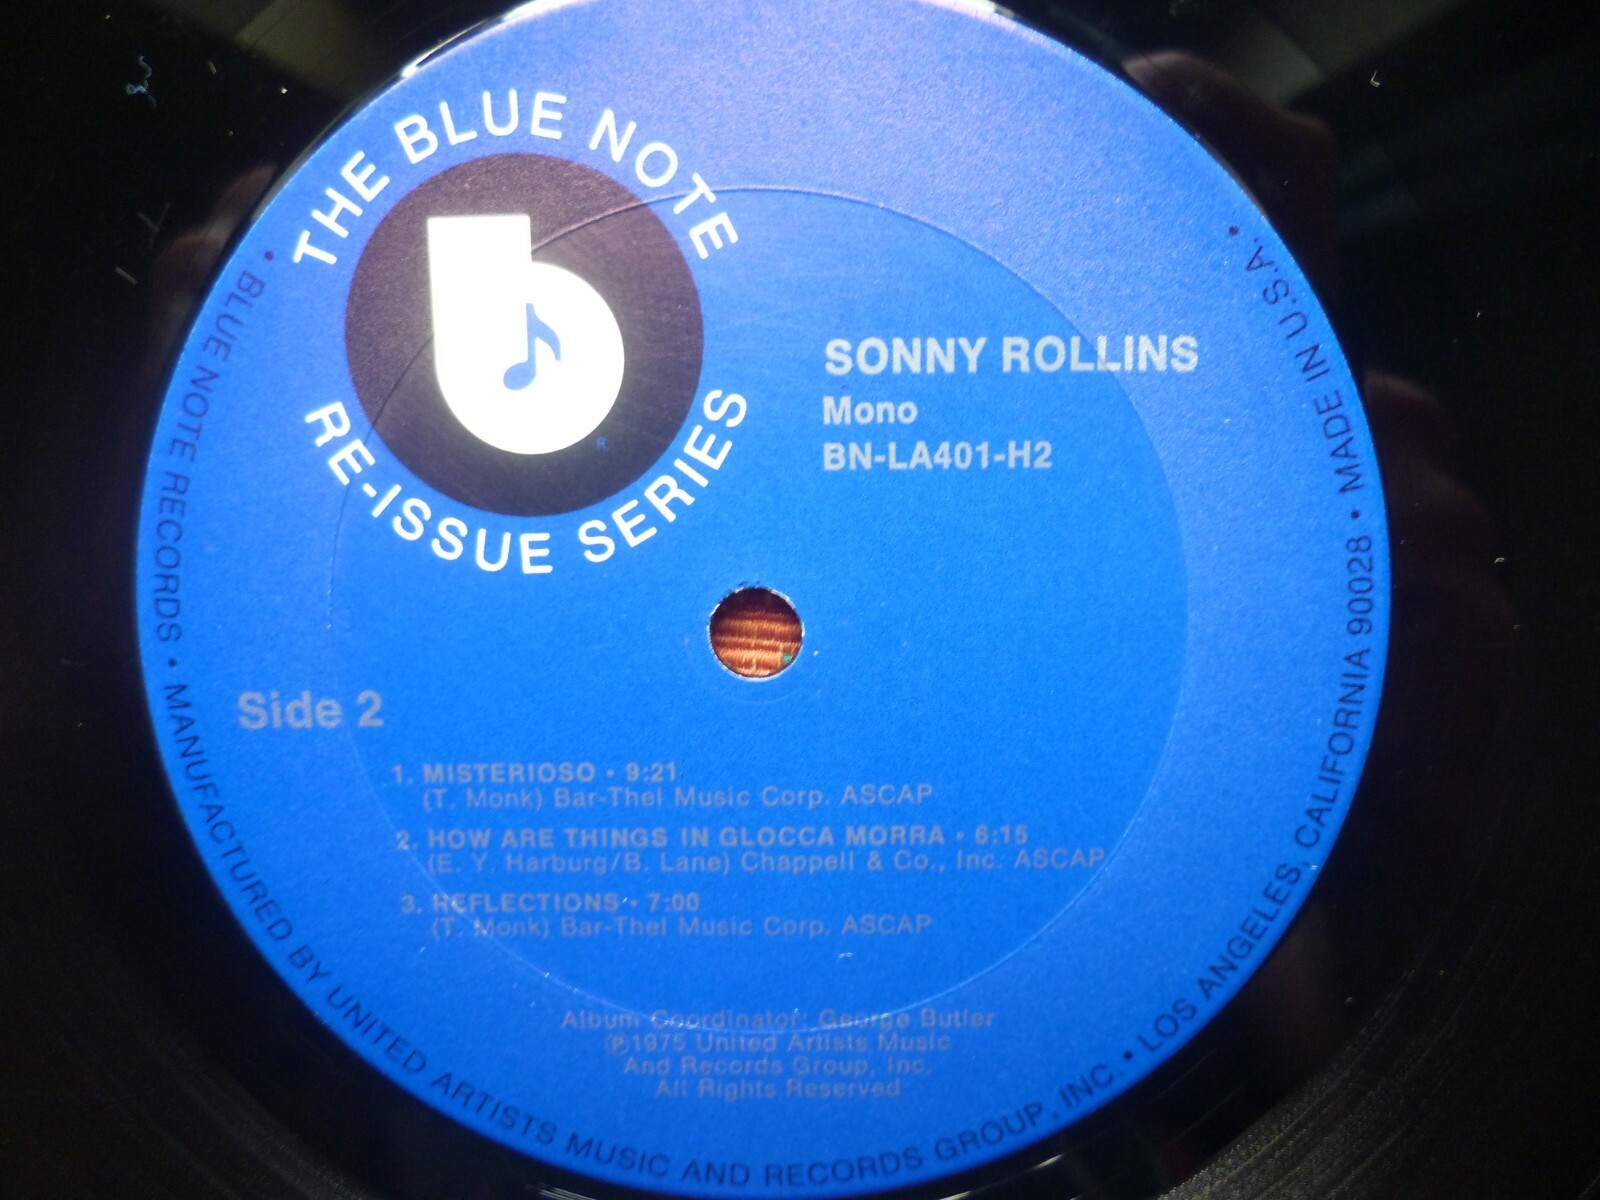 THE BLUE NOTE
RE-ISSUE SERIES
b
®
SONNY ROLLINS
Mono
BN-LA401-H2
Side 2
1. MISTERIOSO • 9:21
(T. Monk) Bar-Thel Music Corp. ASCAP
2. HOW ARE THINGS IN GLOCCA MORRA • 6:15
(E. Y. Harburg/B. Lane) Chappell & Co., Inc. ASCAP
3. REFLECTIONS • 7:00
(T. Monk) Bar-Thel Music Corp. ASCAP
Album Coordinator: George Butler
℗1975 United Artists Music
And Records Group, Inc.
All Rights Reserved
• BLUE NOTE RECORDS • MANUFACTURED BY UNITED ARTISTS MUSIC AND RECORDS GROUP, INC. • LOS ANGELES, CALIFORNIA 90028 • MADE IN U.S.A. •